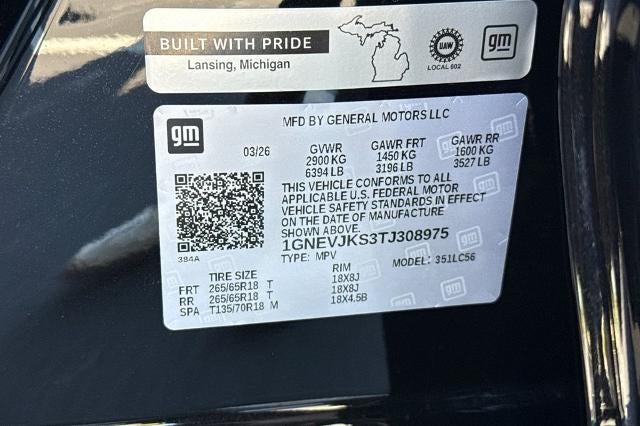 BUILT WITH PRIDE
Lansing, Michigan
UAW
LOCAL 602
gm
gm
MFD BY GENERAL MOTORS LLC
03/26 GVWR GAWR FRT GAWR RR
2900 KG 1450 KG 1600 KG
6394 LB 3196 LB 3527 LB
THIS VEHICLE CONFORMS TO ALL
APPLICABLE U.S. FEDERAL MOTOR
VEHICLE SAFETY STANDARDS IN EFFECT
ON THE DATE OF MANUFACTURE
SHOWN ABOVE.
384A
1GNEVJKS3TJ308975
TYPE: MPV MODEL: 351LC56
TIRE SIZE RIM
FRT 265/65R18 T 18X8J
RR 265/65R18 T 18X8J
SPA T135/70R18 M 18X4.5B